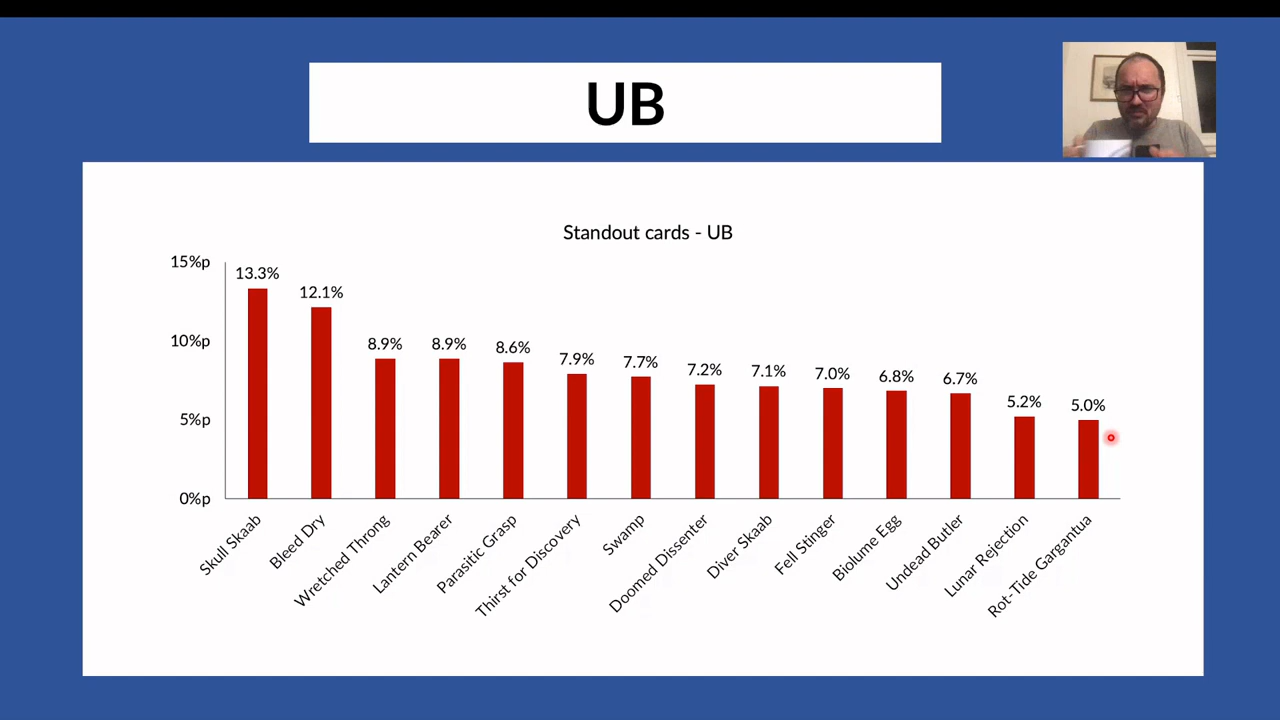 UB
Standout cards - UB
15%p
10%p
5%p
0%p
13.3%
12.1%
8.9%
8.9%
8.6%
7.9%
7.7%
7.2%
7.1%
7.0%
6.8%
6.7%
5.2%
5.0%
Skull Skaab
Bleed Dry
Wretched Throng
Lantern Bearer
Parasitic Grasp
Thirst for Discovery
Swamp
Doomed Dissenter
Diver Skaab
Fell Stinger
Biolume Egg
Undead Butler
Lunar Rejection
Rot-Tide Gargantua